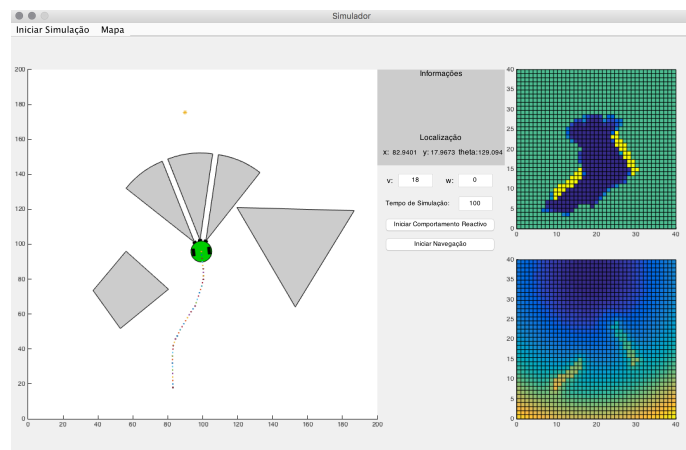 Simulador
Iniciar Simulação Mapa
Informações
Localização
x: 82.9401 y: 17.9673 theta:129.094
v: 18 w: 0
Tempo de Simulação: 100
Iniciar Comportamento Reactivo
Iniciar Navegação
200
180
160
140
120
100
80
60
40
20
0
0 20 40 60 80 100 120 140 160 180 200
40
35
30
25
20
15
10
5
0
0 10 20 30 40
40
35
30
25
20
15
10
5
0
0 10 20 30 40